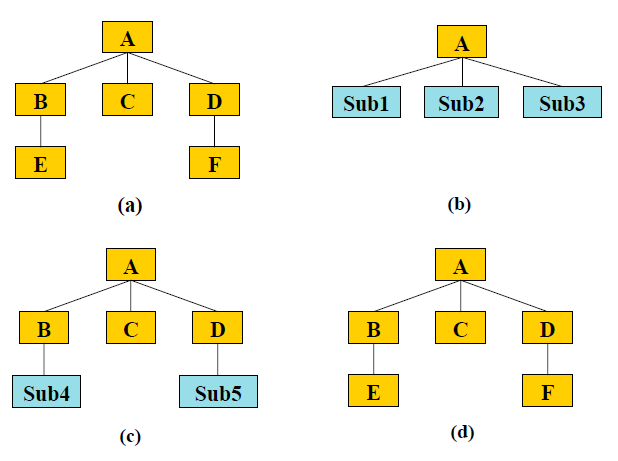 A
B C D
E F
(a)
A
Sub1 Sub2 Sub3
(b)
A
B C D
Sub4 Sub5
(c)
A
B C D
E F
(d)